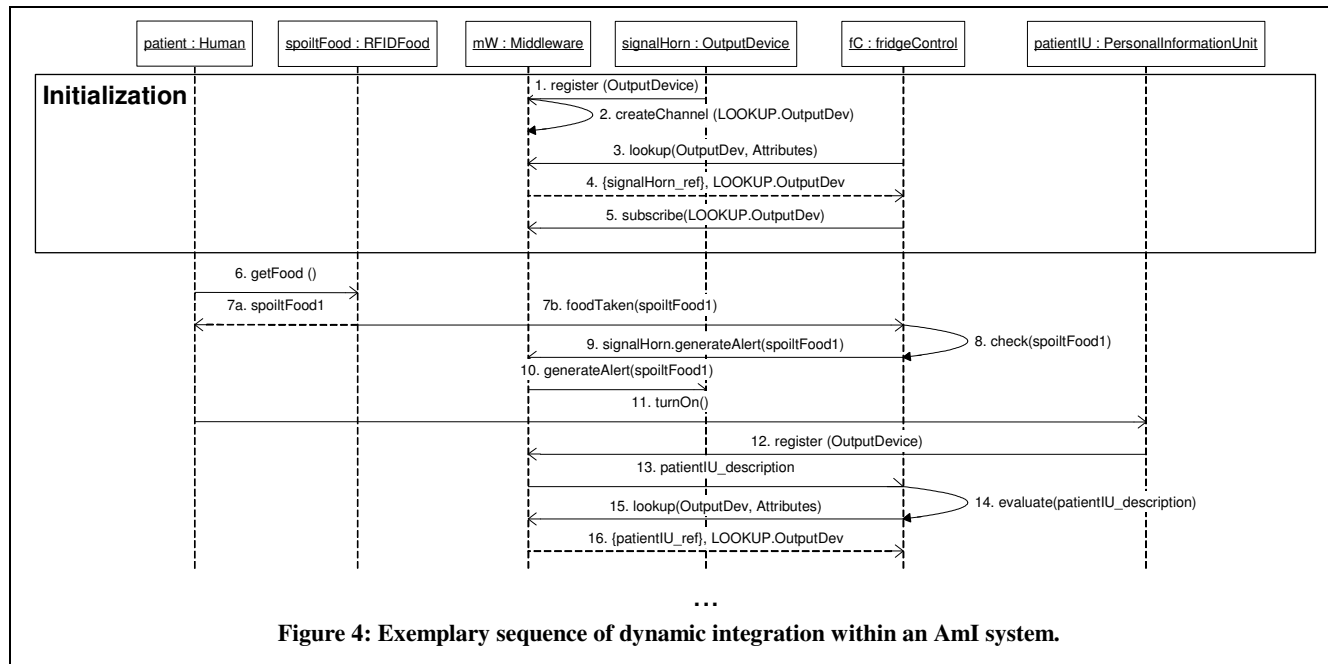 patient : Human
spoiltFood : RFIDFood
mW : Middleware
signalHorn : OutputDevice
fC : fridgeControl
patientIU : PersonalInformationUnit
Initialization
1. register (OutputDevice)
2. createChannel (LOOKUP.OutputDev)
3. lookup(OutputDev, Attributes)
4. {signalHorn_ref}, LOOKUP.OutputDev
5. subscribe(LOOKUP.OutputDev)
6. getFood ()
7a. spoiltFood1
7b. foodTaken(spoiltFood1)
8. check(spoiltFood1)
9. signalHorn.generateAlert(spoiltFood1)
10. generateAlert(spoiltFood1)
11. turnOn()
12. register (OutputDevice)
13. patientIU_description
14. evaluate(patientIU_description)
15. lookup(OutputDev, Attributes)
16. {patientIU_ref}, LOOKUP.OutputDev
...
Figure 4: Exemplary sequence of dynamic integration within an AmI system.